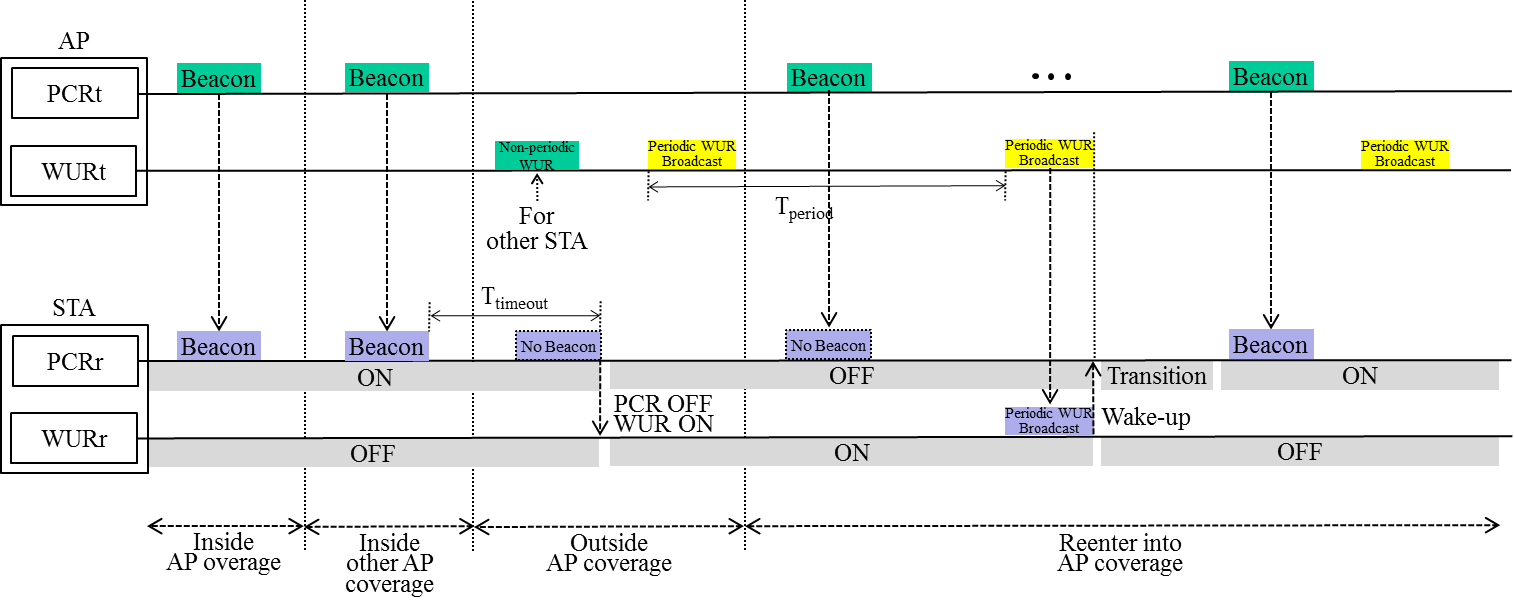 AP
PCRt
Beacon
Beacon
Beacon
• • •
Beacon
WURt
Non-periodic
WUR
Periodic WUR
Broadcast
Periodic WUR
Broadcast
Periodic WUR
Broadcast
For
other STA
Tperiod
STA
Ttimeout
PCRr
Beacon
Beacon
No Beacon
No Beacon
Beacon
ON
OFF
Transition
ON
PCR OFF
WUR ON
Periodic WUR
Broadcast
Wake-up
WURr
OFF
ON
OFF
Inside
AP overage
Inside
other AP
coverage
Outside
AP coverage
Reenter into
AP coverage